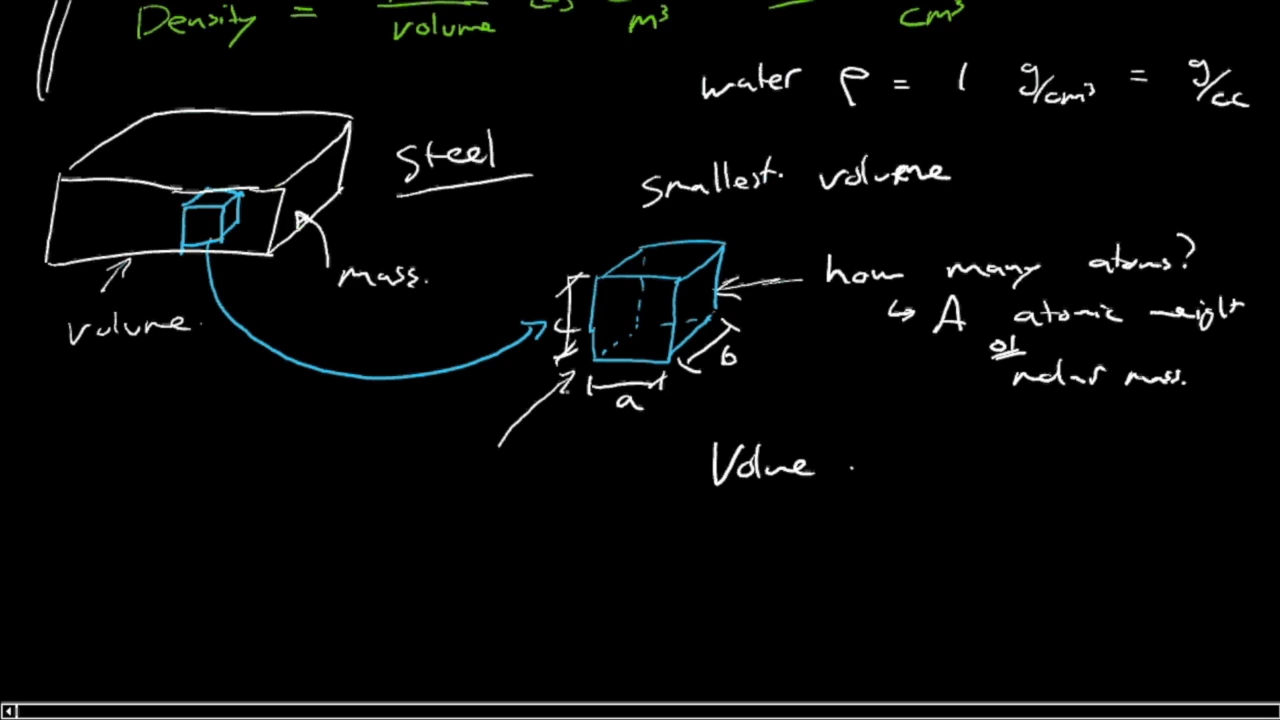 Density = volume m³ = cm³
water ρ = 1 g/cm³ = g/cc
Steel
smallest volume
mass.
how many atoms?
↳ A atomic weight
volume.
or
molar mass.
c
b
a
Volume